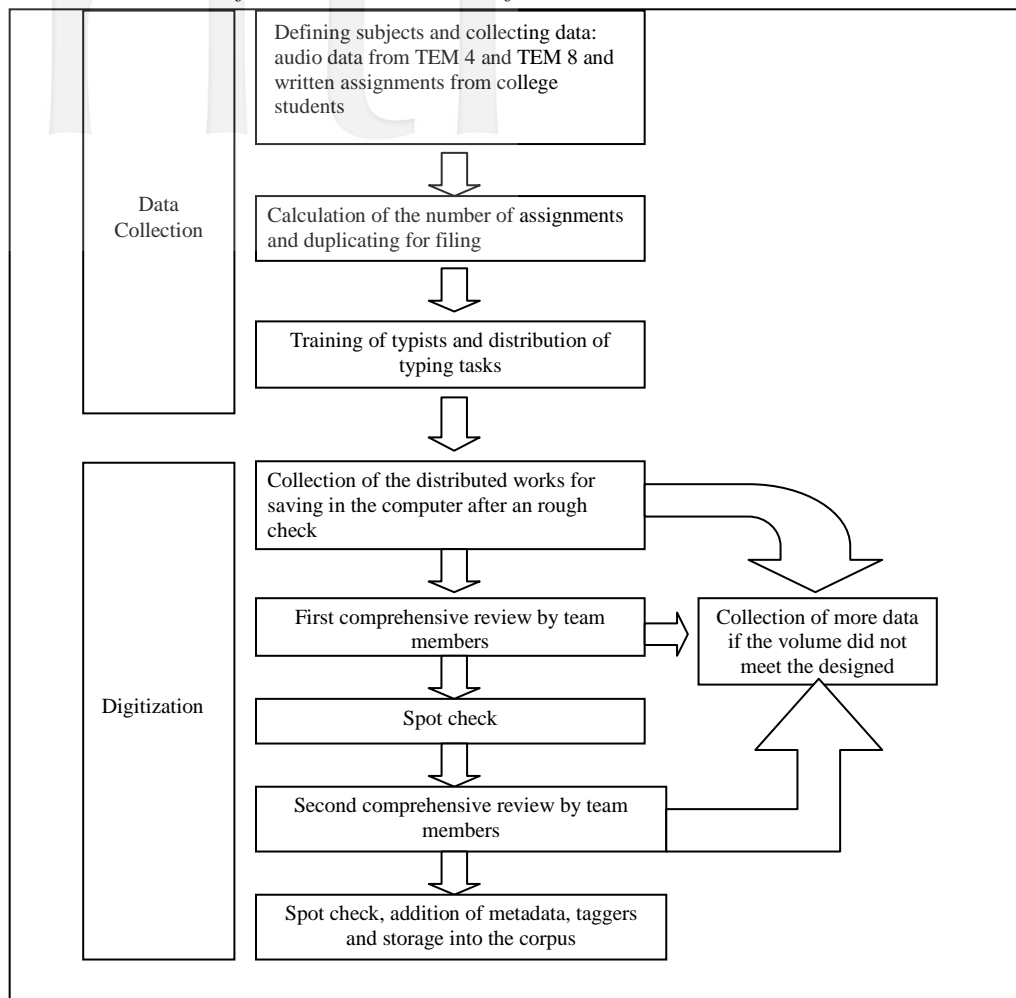 Defining subjects and collecting data:
audio data from TEM 4 and TEM 8 and
written assignments from college
students
Data
Collection
Calculation of the number of assignments
and duplicating for filing
Training of typists and distribution of
typing tasks
Collection of the distributed works for
saving in the computer after an rough
check
First comprehensive review by team
members
Collection of more data
if the volume did not
meet the designed
Digitization
Spot check
Second comprehensive review by team
members
Spot check, addition of metadata, taggers
and storage into the corpus